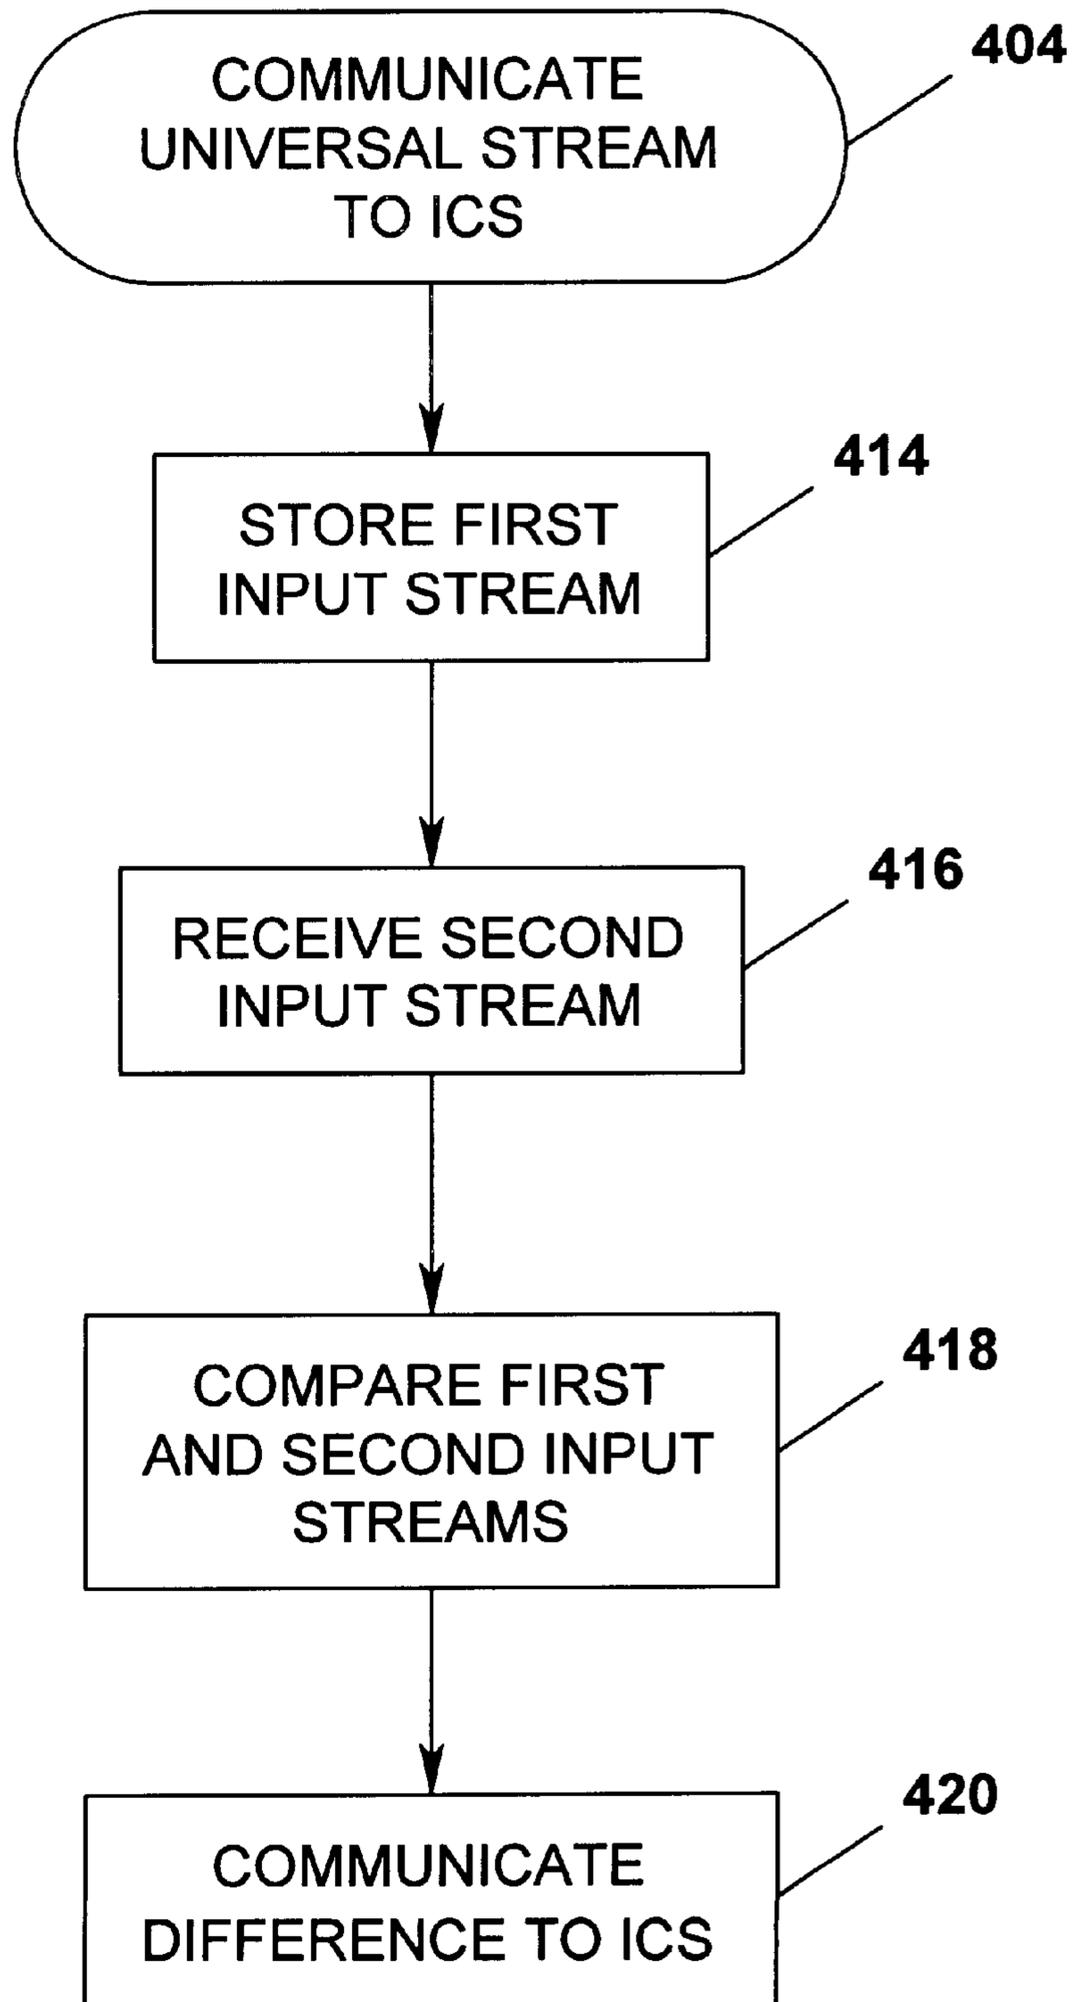 404
COMMUNICATE
UNIVERSAL STREAM
TO ICS
414
STORE FIRST
INPUT STREAM
416
RECEIVE SECOND
INPUT STREAM
418
COMPARE FIRST
AND SECOND INPUT
STREAMS
420
COMMUNICATE
DIFFERENCE TO ICS